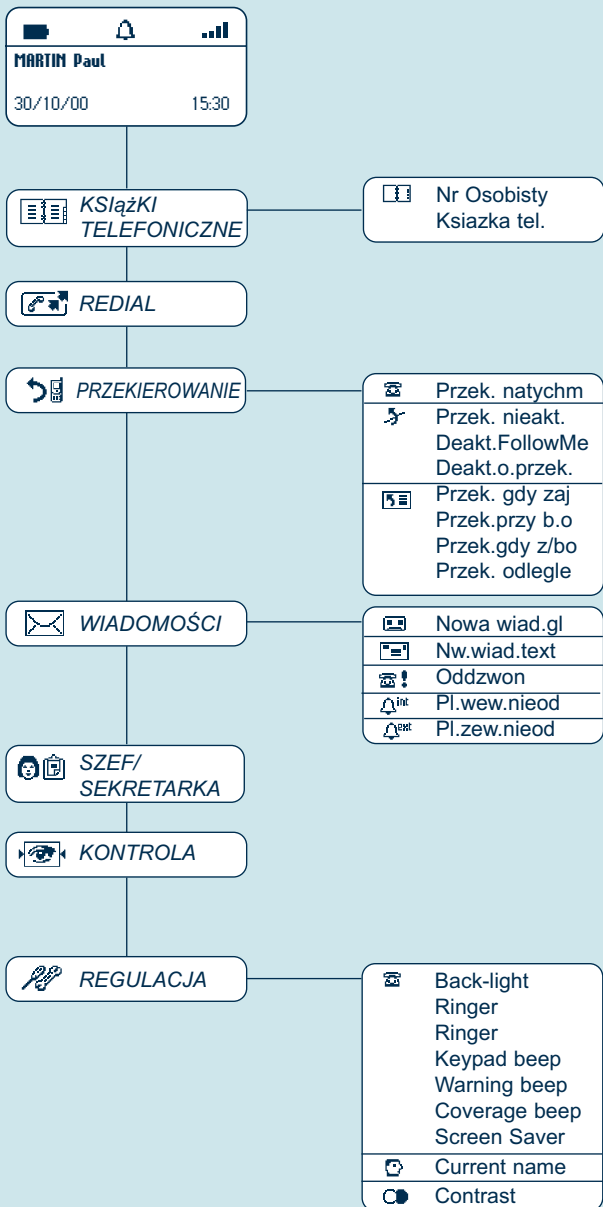 MARTIN Paul
30/10/00 15:30
KSIążKI
TELEFONICZNE
Nr Osobisty
Ksiazka tel.
REDIAL
PRZEKIEROWANIE
Przek. natychm
Przek. nieakt.
Deakt.FollowMe
Deakt.o.przek.
Przek. gdy zaj
Przek.przy b.o
Przek.gdy z/bo
Przek. odlegle
WIADOMOŚCI
Nowa wiad.gl
Nw.wiad.text
Oddzwon
int Pl.wew.nieod
ext Pl.zew.nieod
SZEF/
SEKRETARKA
KONTROLA
REGULACJA
Back-light
Ringer
Ringer
Keypad beep
Warning beep
Coverage beep
Screen Saver
Current name
Contrast